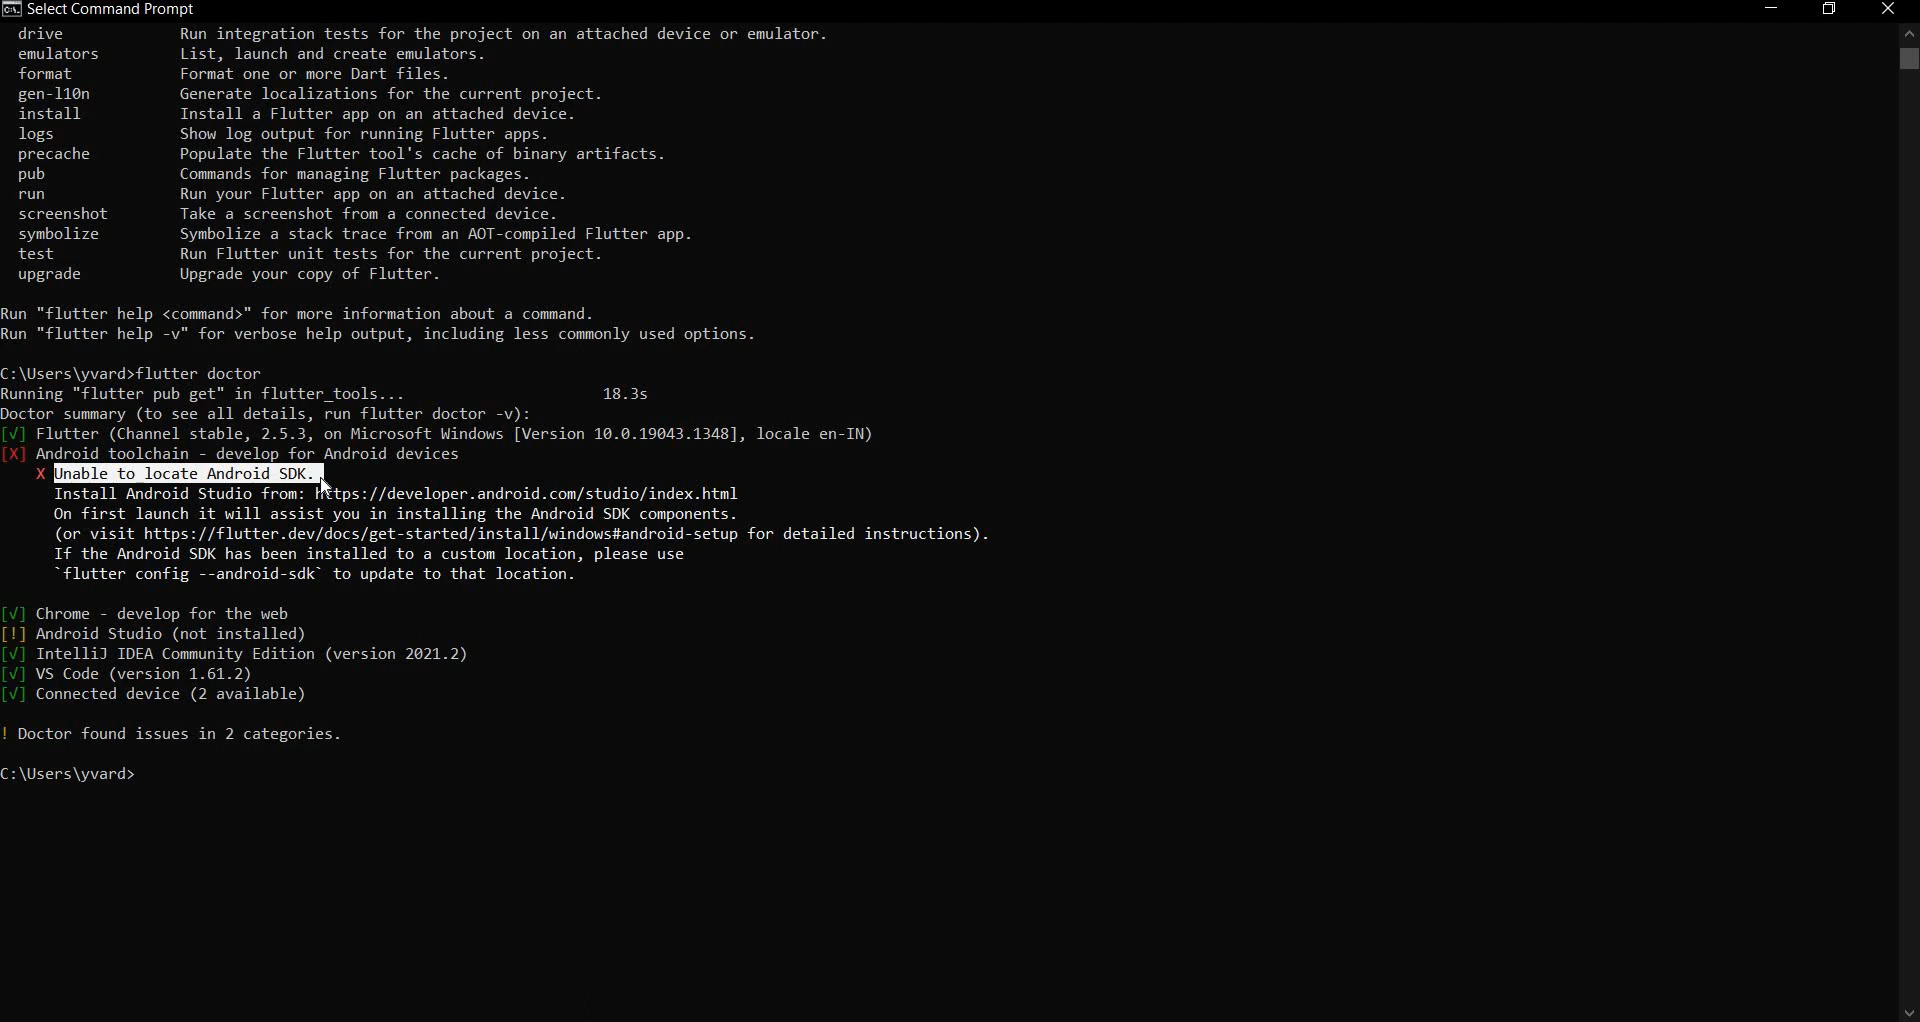 Select Command Prompt
drive Run integration tests for the project on an attached device or emulator.
emulators List, launch and create emulators.
format Format one or more Dart files.
gen-l10n Generate localizations for the current project.
install Install a Flutter app on an attached device.
logs Show log output for running Flutter apps.
precache Populate the Flutter tool's cache of binary artifacts.
pub Commands for managing Flutter packages.
run Run your Flutter app on an attached device.
screenshot Take a screenshot from a connected device.
symbolize Symbolize a stack trace from an AOT-compiled Flutter app.
test Run Flutter unit tests for the current project.
upgrade Upgrade your copy of Flutter.
Run "flutter help <command>" for more information about a command.
Run "flutter help -v" for verbose help output, including less commonly used options.
C:\Users\yvard>flutter doctor
Running "flutter pub get" in flutter_tools... 18.3s
Doctor summary (to see all details, run flutter doctor -v):
[√] Flutter (Channel stable, 2.5.3, on Microsoft Windows [Version 10.0.19043.1348], locale en-IN)
[X] Android toolchain - develop for Android devices
X Unable to locate Android SDK.
Install Android Studio from: https://developer.android.com/studio/index.html
On first launch it will assist you in installing the Android SDK components.
(or visit https://flutter.dev/docs/get-started/install/windows#android-setup for detailed instructions).
If the Android SDK has been installed to a custom location, please use
`flutter config --android-sdk` to update to that location.
[√] Chrome - develop for the web
[!] Android Studio (not installed)
[√] IntelliJ IDEA Community Edition (version 2021.2)
[√] VS Code (version 1.61.2)
[√] Connected device (2 available)
! Doctor found issues in 2 categories.
C:\Users\yvard>